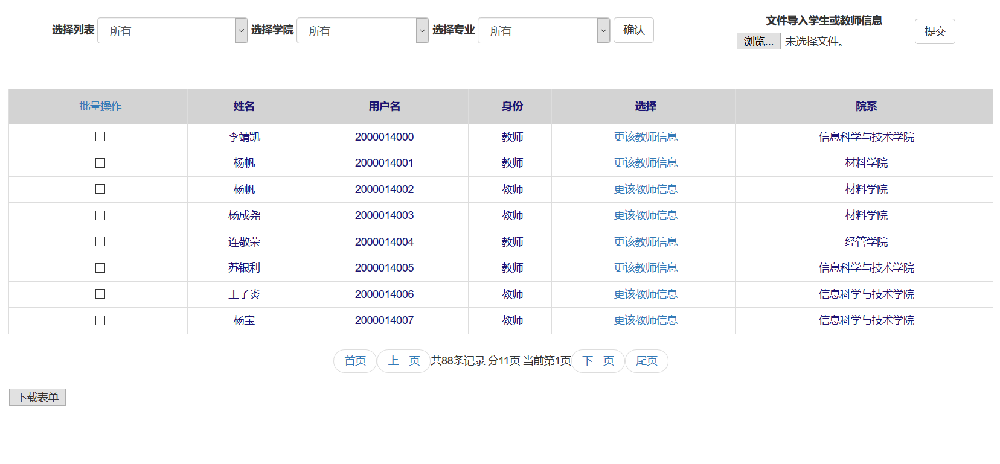 选择列表 所有 选择学院 所有 选择专业 所有 确认
文件导入学生或教师信息
浏览... 未选择文件。
提交
批量操作 姓名 用户名 身份 选择 院系
李靖凯 2000014000 教师 更该教师信息 信息科学与技术学院
杨帆 2000014001 教师 更该教师信息 材料学院
杨帆 2000014002 教师 更该教师信息 材料学院
杨成尧 2000014003 教师 更该教师信息 材料学院
连敬荣 2000014004 教师 更该教师信息 经管学院
苏银利 2000014005 教师 更该教师信息 信息科学与技术学院
王子炎 2000014006 教师 更该教师信息 信息科学与技术学院
杨宝 2000014007 教师 更该教师信息 信息科学与技术学院
首页 上一页 共88条记录 分11页 当前第1页 下一页 尾页
下载表单